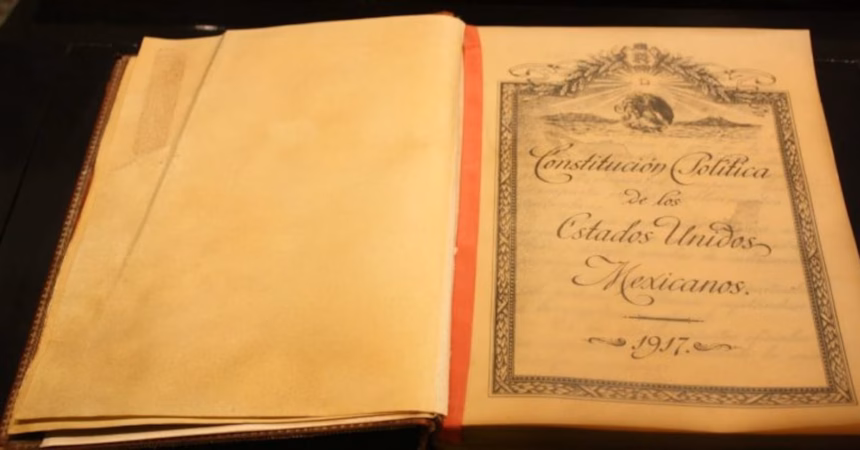 Constitución Política
de los
Estados Unidos
Mexicanos.
1917.